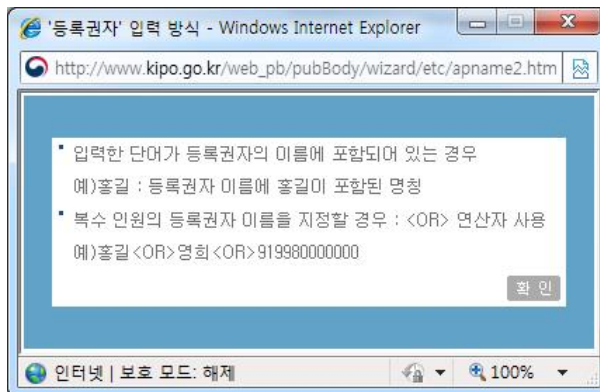 '등록권자' 입력 방식 - Windows Internet Explorer
http://www.kipo.go.kr/web_pb/pubBody/wizard/etc/apname2.htm
입력한 단어가 등록권자의 이름에 포함되어 있는 경우
예)홍길 : 등록권자 이름에 홍길이 포함된 명칭
복수 인원의 등록권자 이름을 지정할 경우 : <OR> 연산자 사용
예)홍길<OR>영희<OR>919980000000
확 인
인터넷 | 보호 모드: 해제
100%